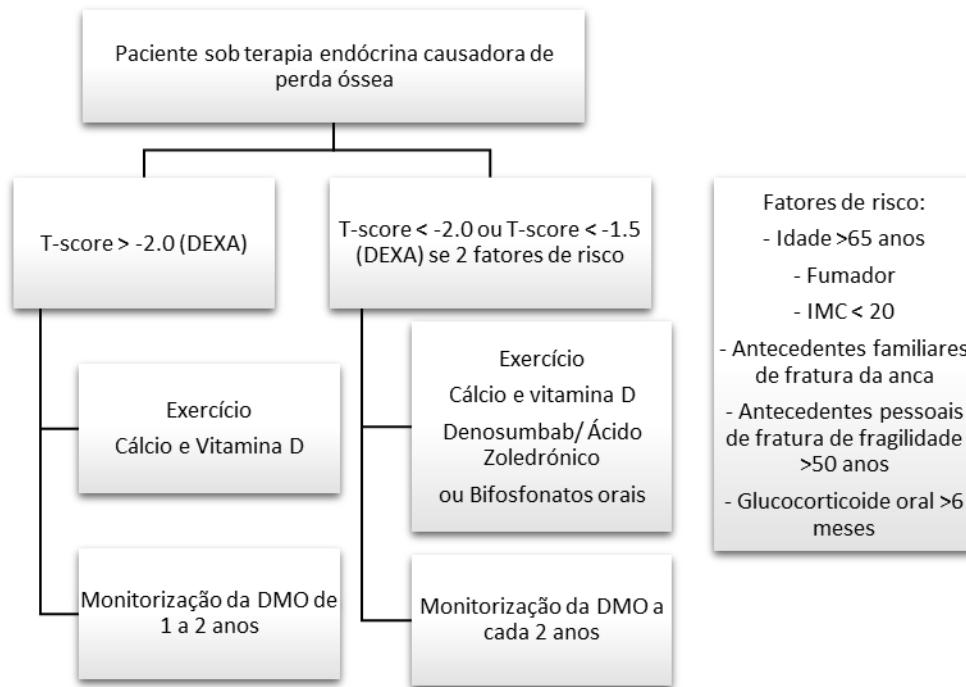 Paciente sob terapia endócrina causadora de
perda óssea
T-score > -2.0 (DEXA)
T-score < -2.0 ou T-score < -1.5
(DEXA) se 2 fatores de risco
Exercício
Cálcio e Vitamina D
Exercício
Cálcio e vitamina D
Denosumbab/ Ácido
Zoledrónico
ou Bifosfonatos orais
Monitorização da DMO de
1 a 2 anos
Monitorização da DMO a
cada 2 anos
Fatores de risco:
- Idade >65 anos
- Fumador
- IMC < 20
- Antecedentes familiares
de fratura da anca
- Antecedentes pessoais
de fratura de fragilidade
>50 anos
- Glucocorticoide oral >6
meses